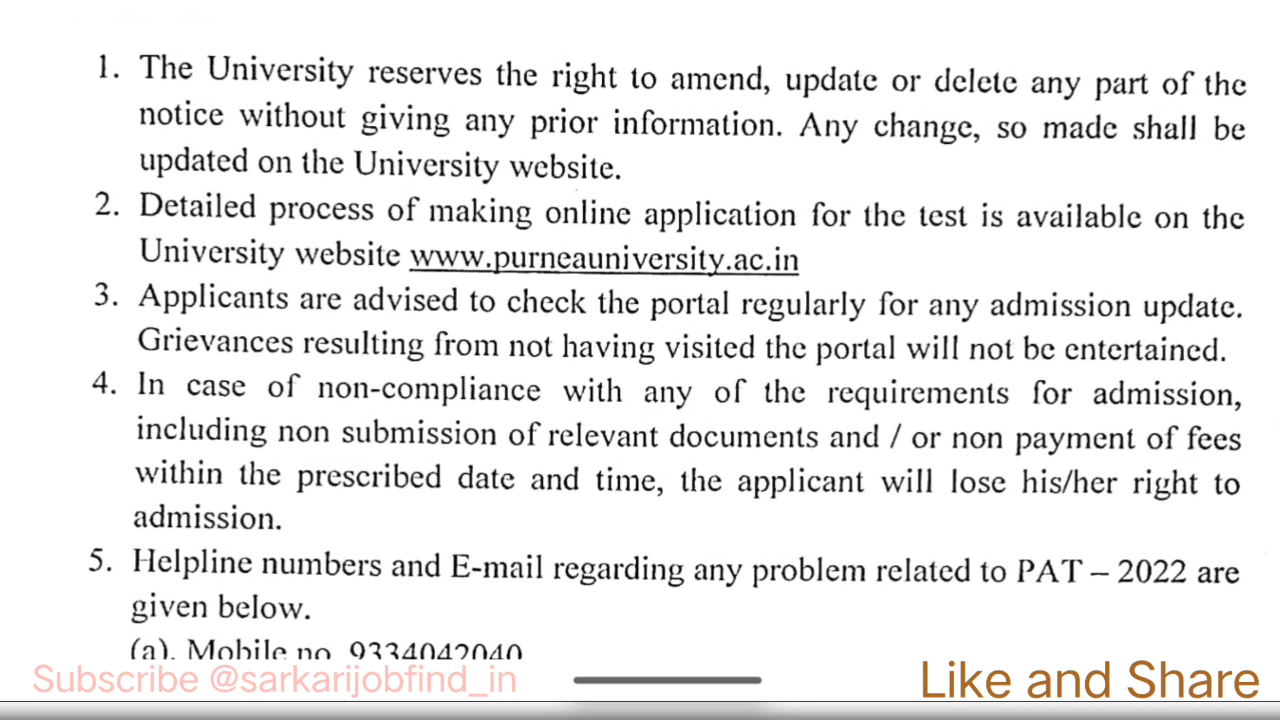 1. The University reserves the right to amend, update or delete any part of the
notice without giving any prior information. Any change, so made shall be
updated on the University website.
2. Detailed process of making online application for the test is available on the
University website www.purneauniversity.ac.in
3. Applicants are advised to check the portal regularly for any admission update.
Grievances resulting from not having visited the portal will not be entertained.
4. In case of non-compliance with any of the requirements for admission,
including non submission of relevant documents and / or non payment of fees
within the prescribed date and time, the applicant will lose his/her right to
admission.
5. Helpline numbers and E-mail regarding any problem related to PAT – 2022 are
given below.
(a). Mobile no
Subscribe @sarkarijobfind_in
Like and Share